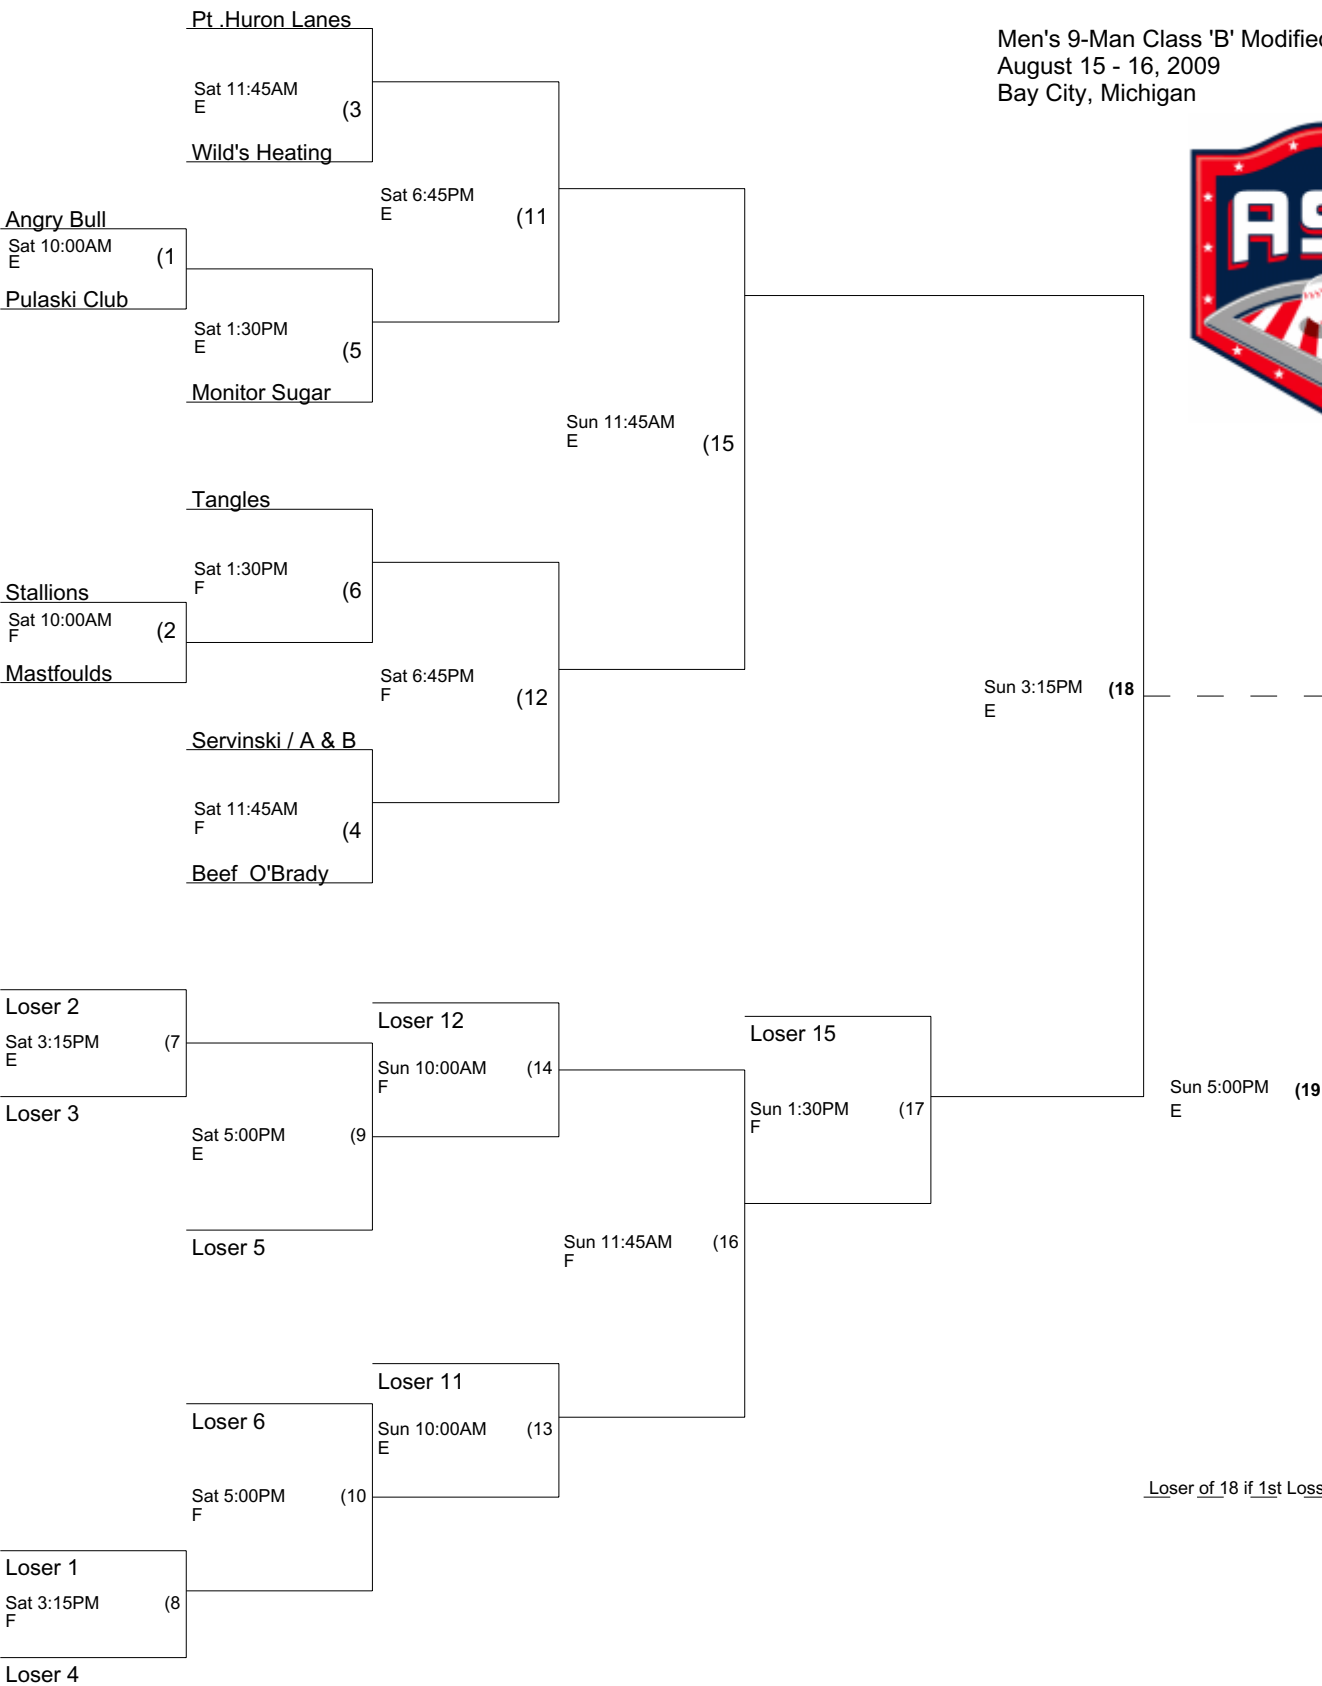 Pt .Huron Lanes
Men's 9-Man Class 'B' Modified
August 15 - 16, 2009
Bay City, Michigan
Sat 11:45AM
E
(3
Wild's Heating
Sat 6:45PM
E
(11
Angry Bull
Sat 10:00AM
E
(1
Pulaski Club
Sat 1:30PM
E
(5
Monitor Sugar
Sun 11:45AM
E
(15
Tangles
Sat 1:30PM
F
(6
Stallions
Sat 10:00AM
F
(2
Mastfoulds
Sat 6:45PM
F
(12
Sun 3:15PM
E
(18
Servinski / A & B
Sat 11:45AM
F
(4
Beef  O'Brady
Loser 2
Sat 3:15PM
E
(7
Loser 3
Loser 12
Sun 10:00AM
F
(14
Loser 15
Sun 1:30PM
F
(17
Sun 5:00PM
E
(19
Sat 5:00PM
E
(9
Loser 5
Sun 11:45AM
F
(16
Loser 11
Sun 10:00AM
E
(13
Loser 6
Sat 5:00PM
F
(10
Loser of 18 if 1st Loss
Loser 1
Sat 3:15PM
F
(8
Loser 4